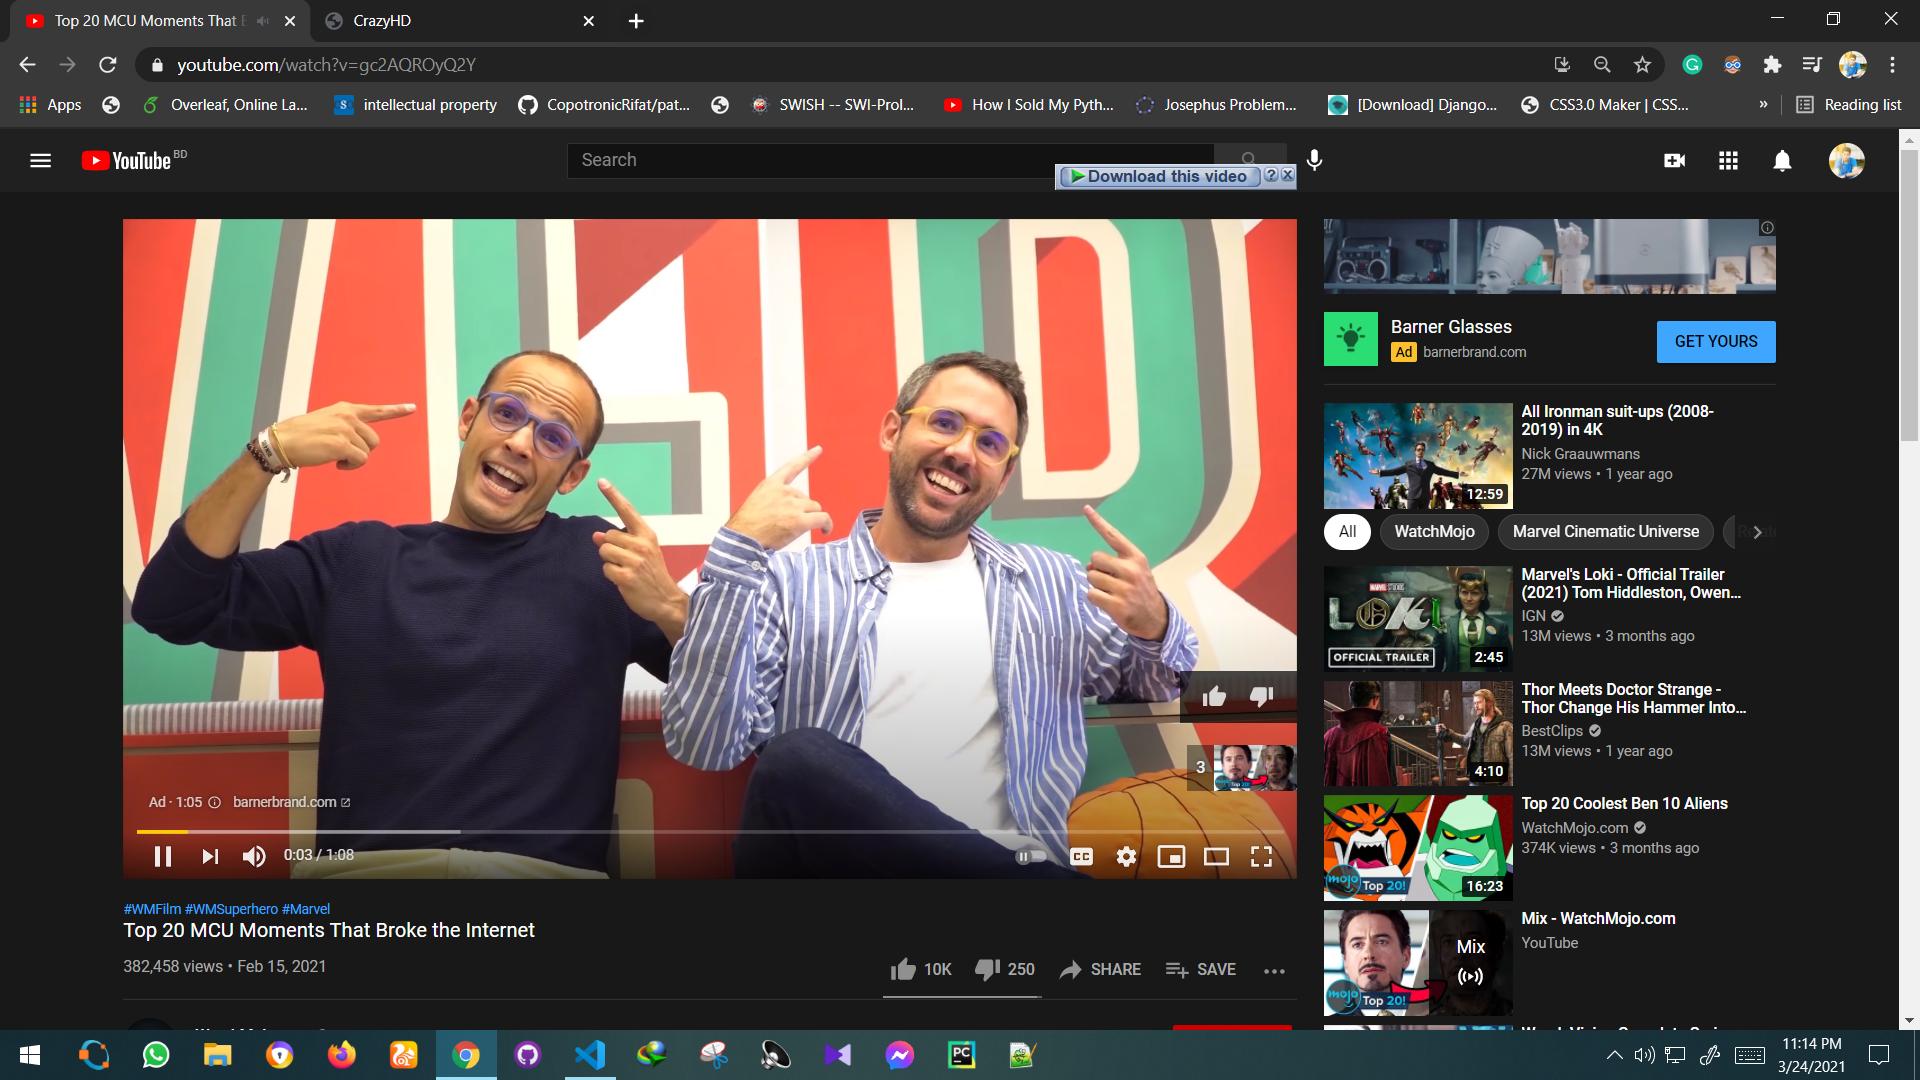 Top 20 MCU Moments That
CrazyHD
youtube.com/watch?v=gc2AQROyQ2Y
Apps
Overleaf, Online La...
intellectual property
CopotronicRifat/pat...
SWISH -- SWI-Prol...
How I Sold My Pyth...
Josephus Problem...
[Download] Django...
CSS3.0 Maker | CSS...
»
Reading list
YouTube BD
Search
Download this video
Barner Glasses
Ad barnerbrand.com
GET YOURS
All Ironman suit-ups (2008-
2019) in 4K
Nick Graauwmans
27M views • 1 year ago
12:59
All
WatchMojo
Marvel Cinematic Universe
LOKI
OFFICIAL TRAILER
2:45
Marvel's Loki - Official Trailer
(2021) Tom Hiddleston, Owen...
IGN
13M views • 3 months ago
Thor Meets Doctor Strange -
Thor Change His Hammer Into...
BestClips
13M views • 1 year ago
4:10
Top 20 Coolest Ben 10 Aliens
WatchMojo.com
374K views • 3 months ago
mojo Top 20!
16:23
Mix - WatchMojo.com
YouTube
Mix
mojo Top 20!
3
Ad · 1:05
barnerbrand.com
0:03 / 1:08
CC
#WMFilm #WMSuperhero #Marvel
Top 20 MCU Moments That Broke the Internet
382,458 views • Feb 15, 2021
10K
250
SHARE
SAVE
PC
11:14 PM
3/24/2021